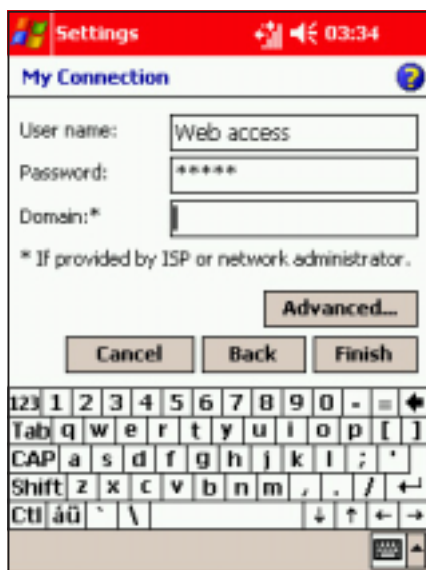 Settings 03:34
My Connection ?
User name: Web access
Password: *****
Domain:*
* If provided by ISP or network administrator.
Advanced...
Cancel Back Finish
123 1 2 3 4 5 6 7 8 9 0 - = ←
Tab q w e r t y u i o p [ ]
CAP a s d f g h j k l ; '
Shift z x c v b n m , . / ↵
Ctl áü ` \ ↓ ↑ ← →